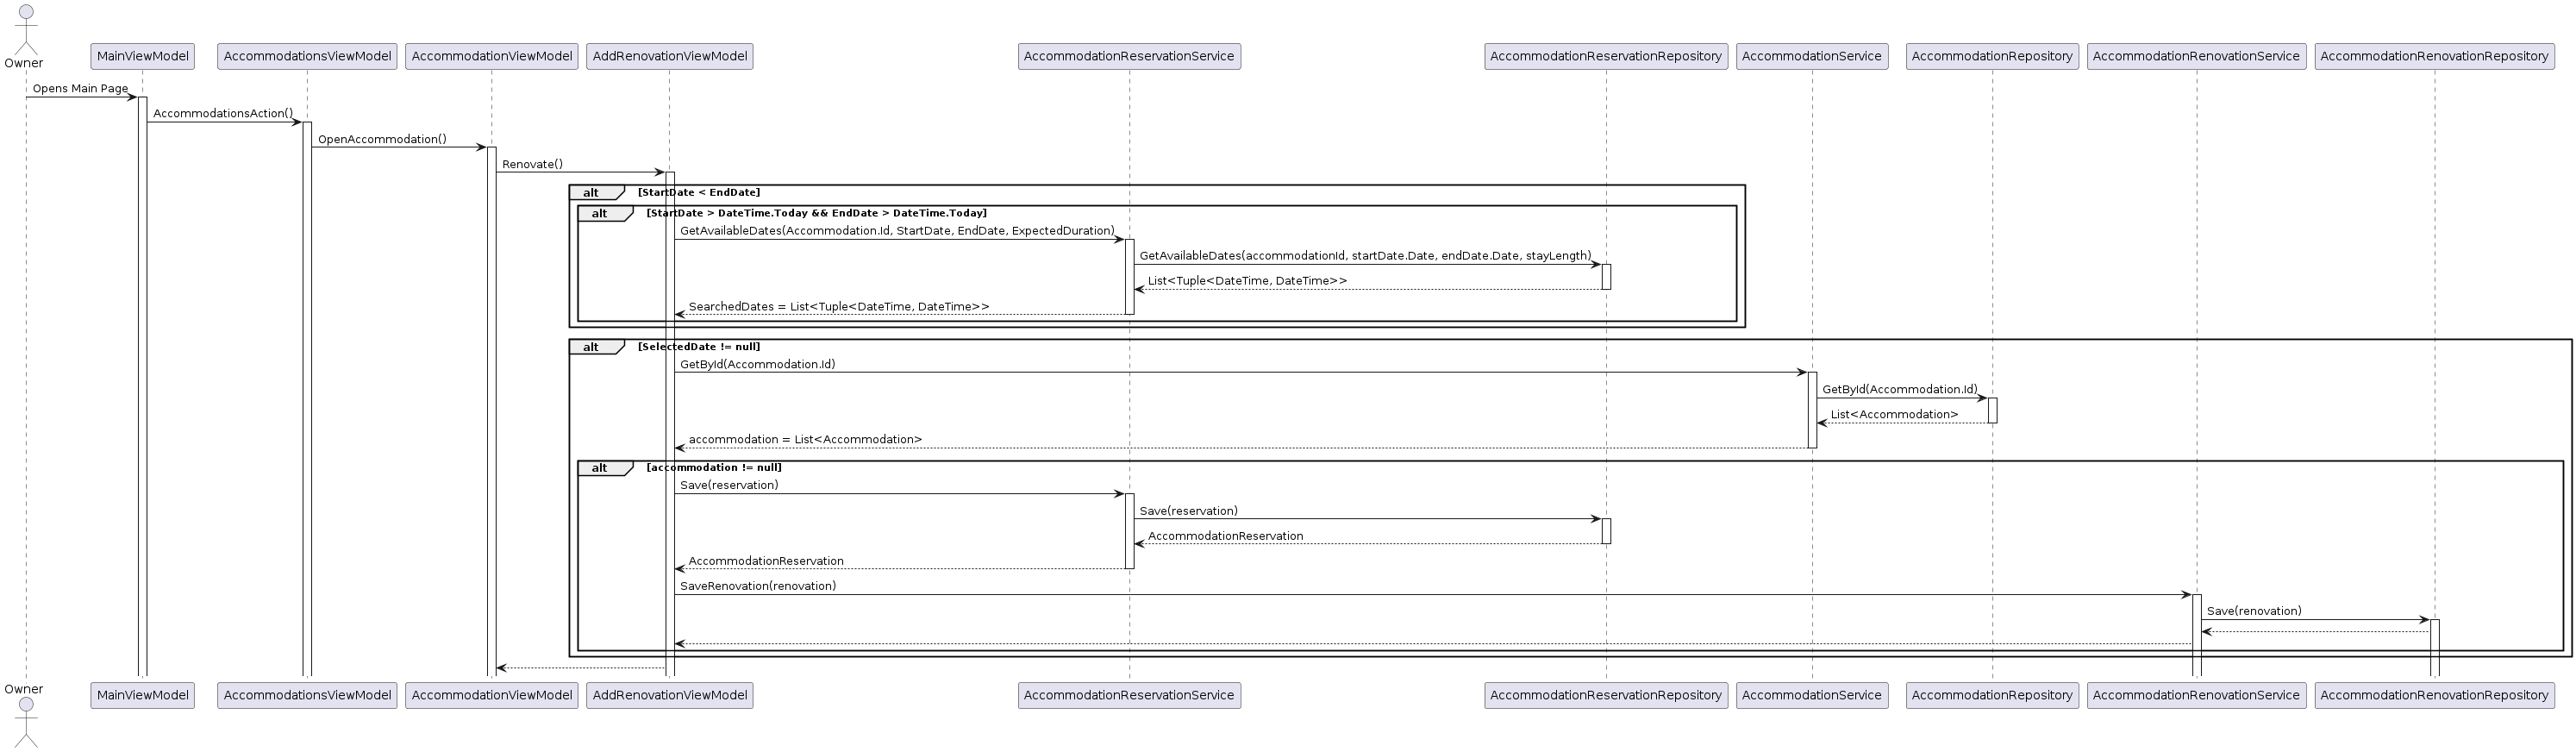 Owner
MainViewModel
AccommodationsViewModel
AccommodationViewModel
AddRenovationViewModel
AccommodationReservationService
AccommodationReservationRepository
AccommodationService
AccommodationRepository
AccommodationRenovationService
AccommodationRenovationRepository
Opens Main Page
AccommodationsAction()
OpenAccommodation()
Renovate()
alt [StartDate < EndDate]
alt [StartDate > DateTime.Today && EndDate > DateTime.Today]
GetAvailableDates(Accommodation.Id, StartDate, EndDate, ExpectedDuration)
GetAvailableDates(accommodationId, startDate.Date, endDate.Date, stayLength)
List<Tuple<DateTime, DateTime>>
SearchedDates = List<Tuple<DateTime, DateTime>>
alt [SelectedDate != null]
GetById(Accommodation.Id)
GetById(Accommodation.Id)
List<Accommodation>
accommodation = List<Accommodation>
alt [accommodation != null]
Save(reservation)
Save(reservation)
AccommodationReservation
AccommodationReservation
SaveRenovation(renovation)
Save(renovation)
Owner
MainViewModel
AccommodationsViewModel
AccommodationViewModel
AddRenovationViewModel
AccommodationReservationService
AccommodationReservationRepository
AccommodationService
AccommodationRepository
AccommodationRenovationService
AccommodationRenovationRepository